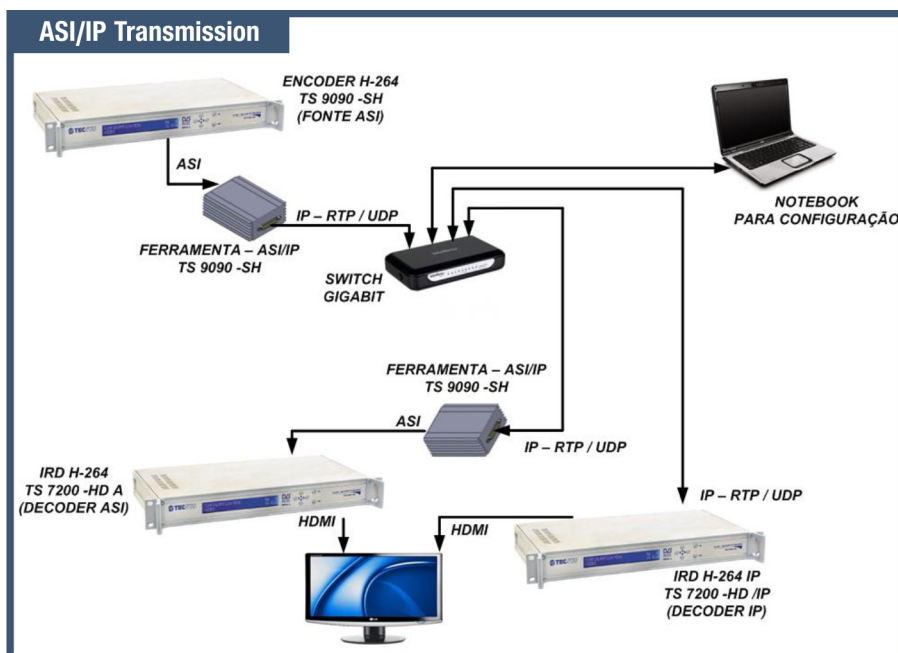 ASI/IP Transmission
ENCODER H-264
TS 9090 -SH
(FONTE ASI)
TEC
ASI
IP – RTP / UDP
FERRAMENTA – ASI/IP
TS 9090 -SH
SWITCH
GIGABIT
NOTEBOOK
PARA CONFIGURAÇÃO
FERRAMENTA – ASI/IP
TS 9090 -SH
ASI
IP – RTP / UDP
IRD H-264
TS 7200 -HD A
(DECODER ASI)
HDMI
HDMI
IP – RTP / UDP
IRD H-264 IP
TS 7200 -HD /IP
(DECODER IP)